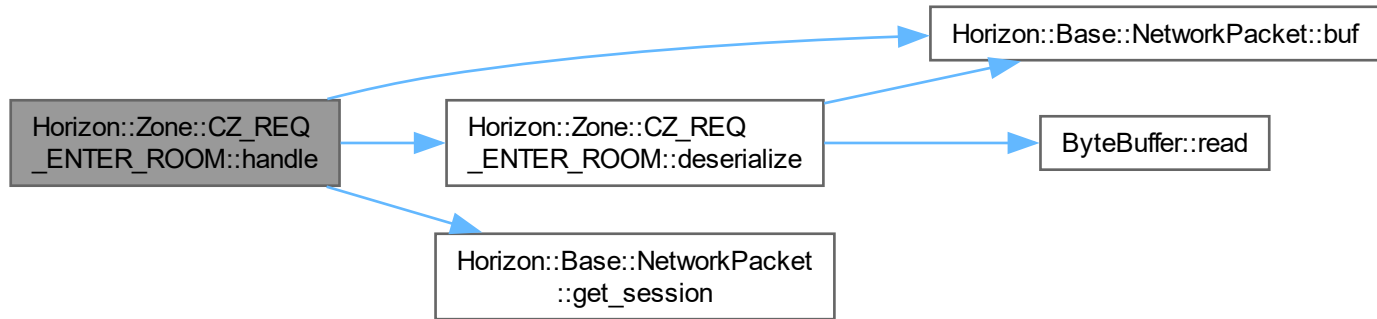 Horizon::Zone::CZ_REQ
_ENTER_ROOM::handle
Horizon::Base::NetworkPacket::buf
Horizon::Zone::CZ_REQ
_ENTER_ROOM::deserialize
ByteBuffer::read
Horizon::Base::NetworkPacket
::get_session